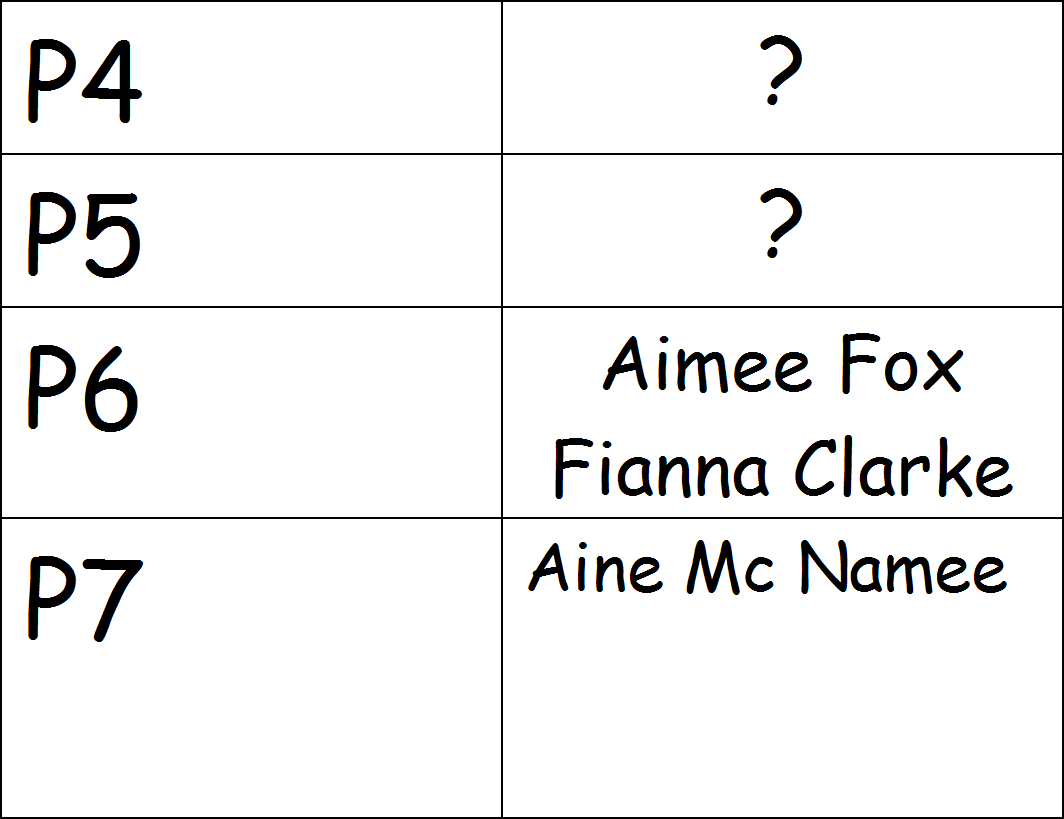 P4
?
P5
?
P6
Aimee Fox
Fianna Clarke
P7
Aine Mc Namee